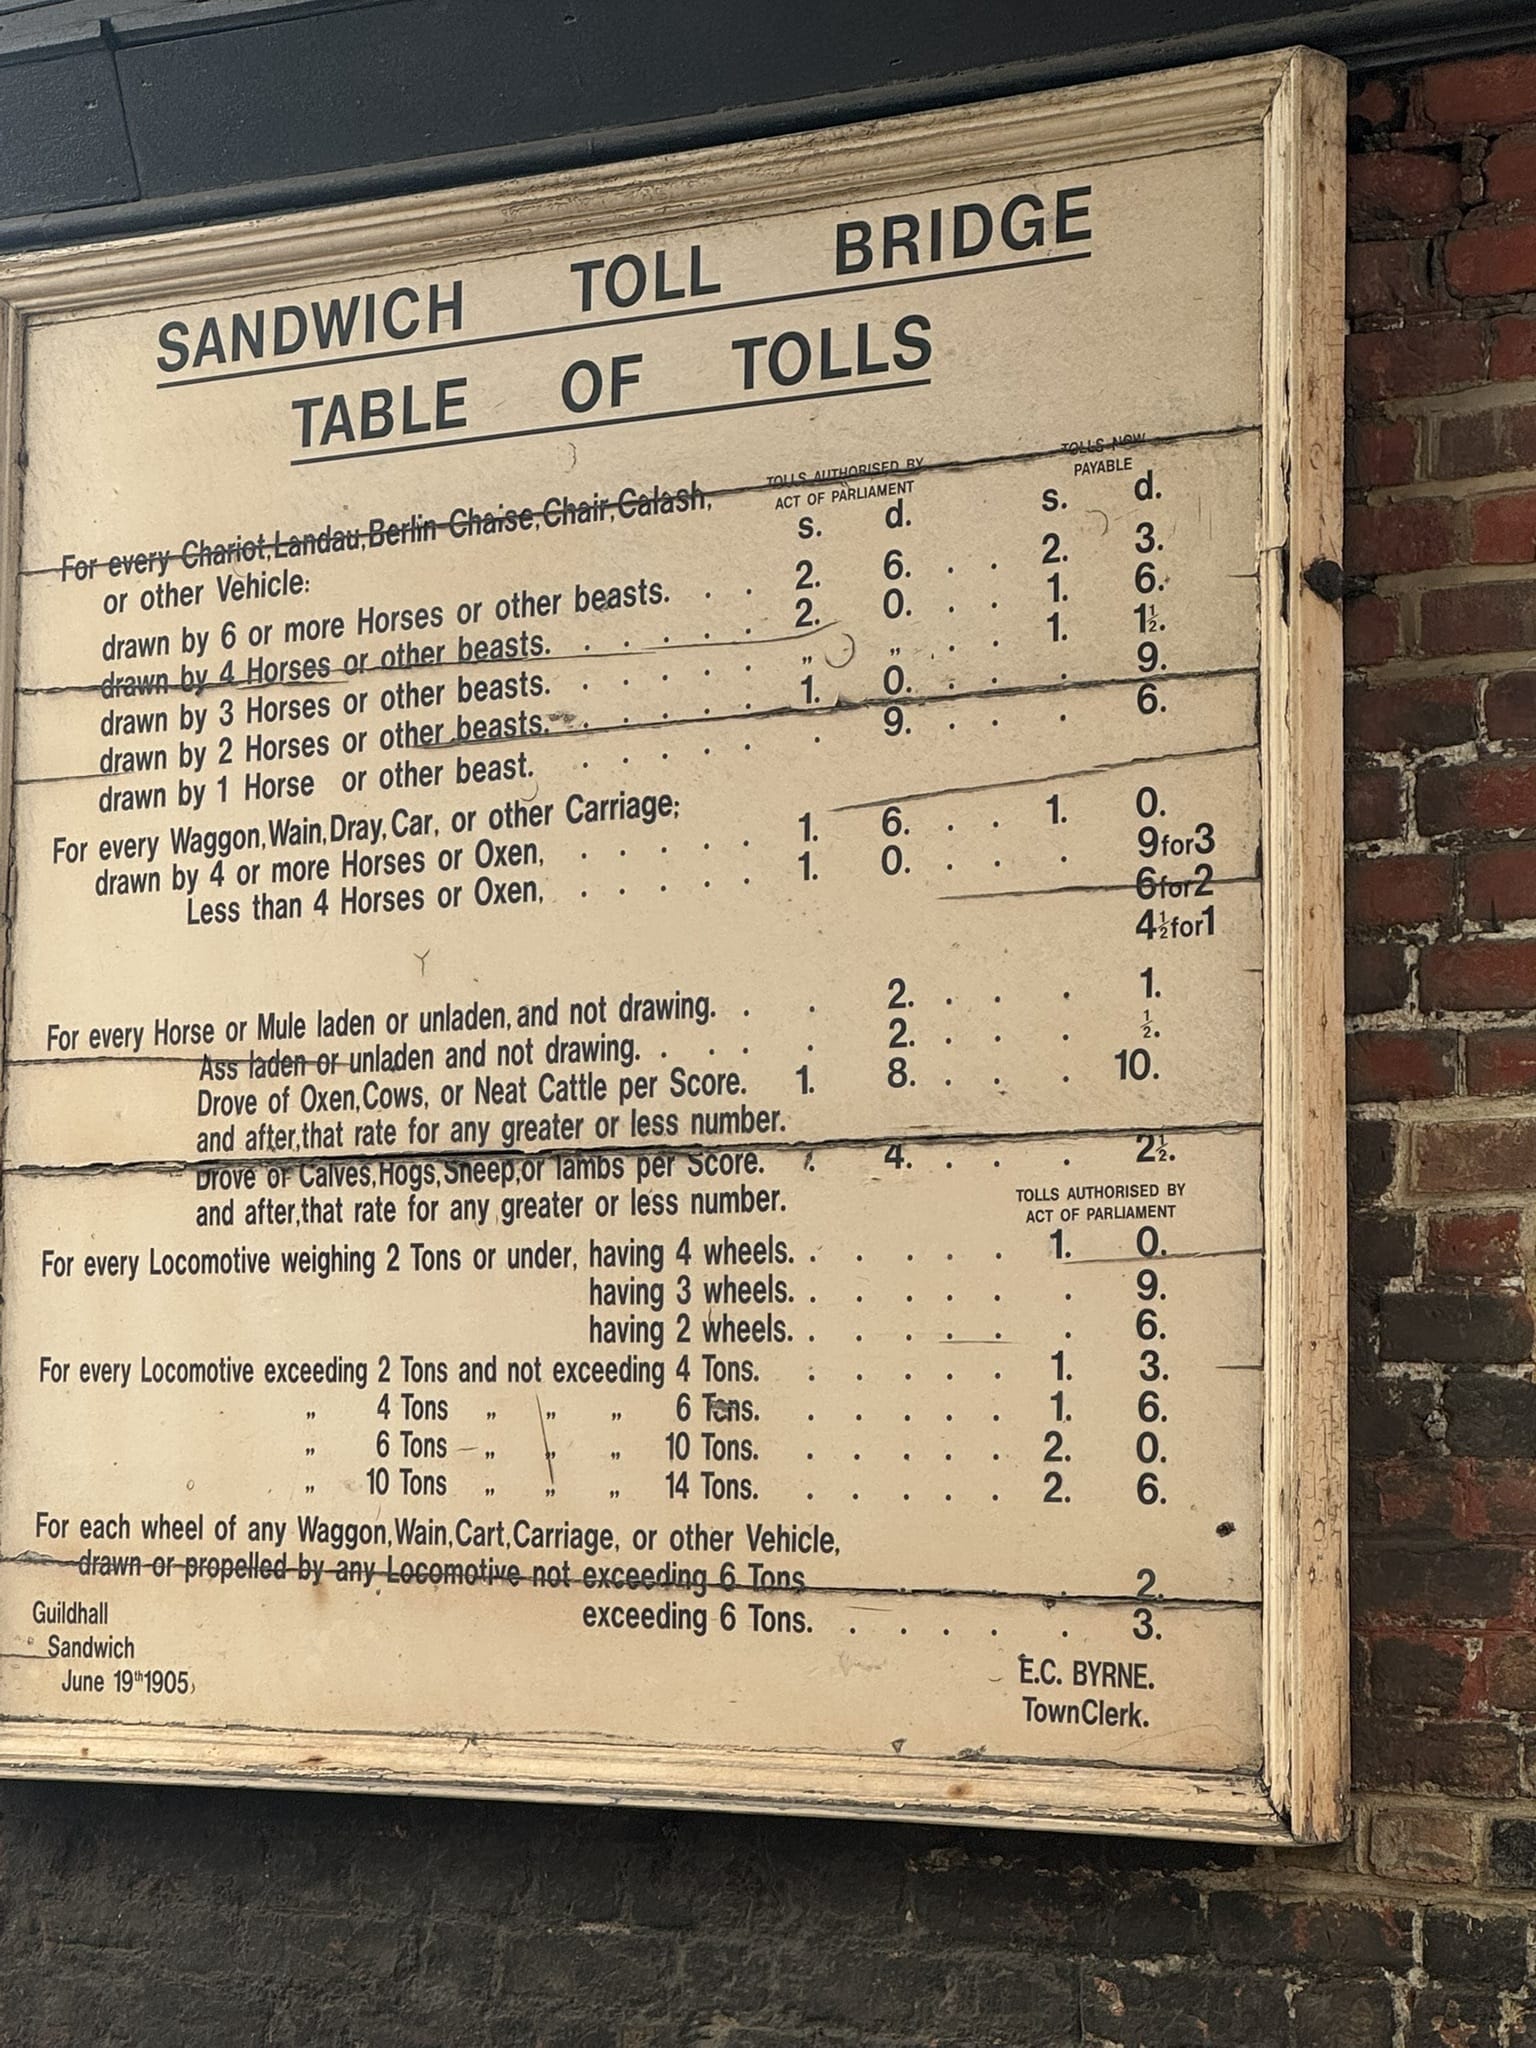 SANDWICH TOLL BRIDGE
TABLE OF TOLLS
TOLLS AUTHORISED BY ACT OF PARLIAMENT TOLLS NOW PAYABLE
s. d. s. d.
For every Chariot, Landau, Berlin-Chaise, Chair, Calash,
or other Vehicle:
drawn by 6 or more Horses or other beasts. . . . 2. 6. . . 2. 3.
drawn by 4 Horses or other beasts. . . . . . 2. 0. . . 1. 6.
drawn by 3 Horses or other beasts. . . . . . „ „ . . . 1. 1½.
drawn by 2 Horses or other beasts. . . . . . 1. 0. . . . 9.
drawn by 1 Horse or other beast. . . . . . 9. . . . 6.
For every Waggon, Wain, Dray, Car, or other Carriage;
drawn by 4 or more Horses or Oxen, . . . . . 1. 6. . . 1. 0.
Less than 4 Horses or Oxen, . . . . . 1. 0. . . . 9 for 3
6 for 2
4½ for 1
For every Horse or Mule laden or unladen, and not drawing. . . 2. . . . 1.
Ass laden or unladen and not drawing. . . . . 2. . . . ½.
Drove of Oxen, Cows, or Neat Cattle per Score. 1. 8. . . . 10.
and after, that rate for any greater or less number.
Drove of Calves, Hogs, Sheep, or lambs per Score. . 4. . . . 2½.
and after, that rate for any greater or less number.
TOLLS AUTHORISED BY
ACT OF PARLIAMENT
For every Locomotive weighing 2 Tons or under, having 4 wheels. . . . . . 1. 0.
having 3 wheels. . . . . . . 9.
having 2 wheels. . . . . . . 6.
For every Locomotive exceeding 2 Tons and not exceeding 4 Tons. . . . . . 1. 3.
„ 4 Tons „ „ „ 6 Tons. . . . . . 1. 6.
„ 6 Tons „ „ „ 10 Tons. . . . . . 2. 0.
„ 10 Tons „ „ „ 14 Tons. . . . . . 2. 6.
For each wheel of any Waggon, Wain, Cart, Carriage, or other Vehicle,
drawn or propelled by any Locomotive not exceeding 6 Tons . . . . 2.
exceeding 6 Tons. . . . . . 3.
Guildhall
Sandwich
June 19th 1905,
E.C. BYRNE.
Town Clerk.